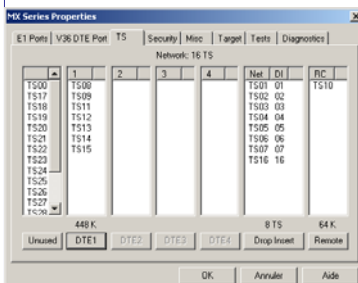 MX Series Properties
E1 Ports V36 DTE Port TS Security Misc Target Tests Diagnostics
Network: 16 TS
1 2 3 4 Net DI RC
TS00 TS08 TS01 01 TS10
TS17 TS09 TS02 02
TS18 TS11 TS03 03
TS19 TS12 TS04 04
TS20 TS13 TS05 05
TS21 TS14 TS06 06
TS22 TS15 TS07 07
TS23 TS16 16
TS24
TS25
TS26
TS27
TS28
448 K 8 TS 64 K
Unused DTE1 DTE2 DTE3 DTE4 Drop Insert Remote
OK Annuler Aide